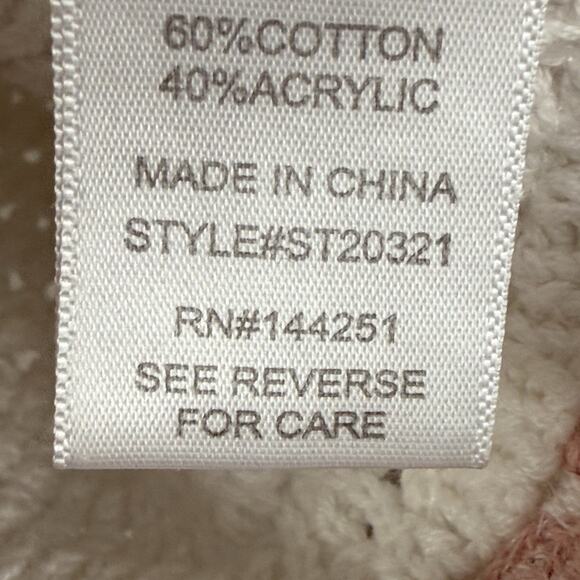 60%COTTON
40%ACRYLIC
MADE IN CHINA
STYLE#ST20321
RN#144251
SEE REVERSE
FOR CARE